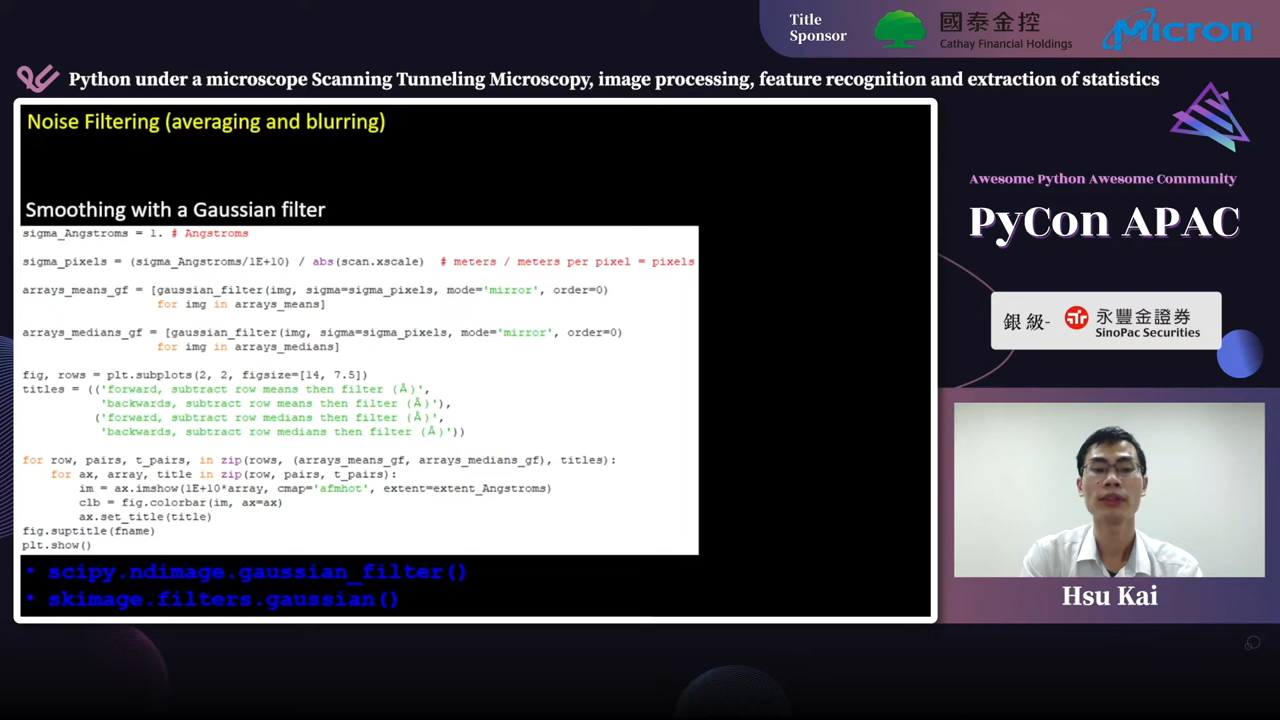 Title
Sponsor
國泰金控
Cathay Financial Holdings
Micron
Python under a microscope Scanning Tunneling Microscopy, image processing, feature recognition and extraction of statistics
Noise Filtering (averaging and blurring)
Smoothing with a Gaussian filter
sigma_Angstroms = 1. # Angstroms
sigma_pixels = (sigma_Angstroms/1E+10) / abs(scan.xscale)  # meters / meters per pixel = pixels
arrays_means_gf = [gaussian_filter(img, sigma=sigma_pixels, mode='mirror', order=0)
for img in arrays_means]
arrays_medians_gf = [gaussian_filter(img, sigma=sigma_pixels, mode='mirror', order=0)
for img in arrays_medians]
fig, rows = plt.subplots(2, 2, figsize=[14, 7.5])
titles = (('forward, subtract row means then filter (Å)',
'backwards, subtract row means then filter (Å)'),
('forward, subtract row medians then filter (Å)',
'backwards, subtract row medians then filter (Å)'))
for row, pairs, t_pairs, in zip(rows, (arrays_means_gf, arrays_medians_gf), titles):
for ax, array, title in zip(row, pairs, t_pairs):
im = ax.imshow(1E+10*array, cmap='afmhot', extent=extent_Angstroms)
clb = fig.colorbar(im, ax=ax)
ax.set_title(title)
fig.suptitle(fname)
plt.show()
• scipy.ndimage.gaussian_filter()
• skimage.filters.gaussian()
Awesome Python Awesome Community
PyCon APAC
銀級-
永豐金證券
SinoPac Securities
Hsu Kai